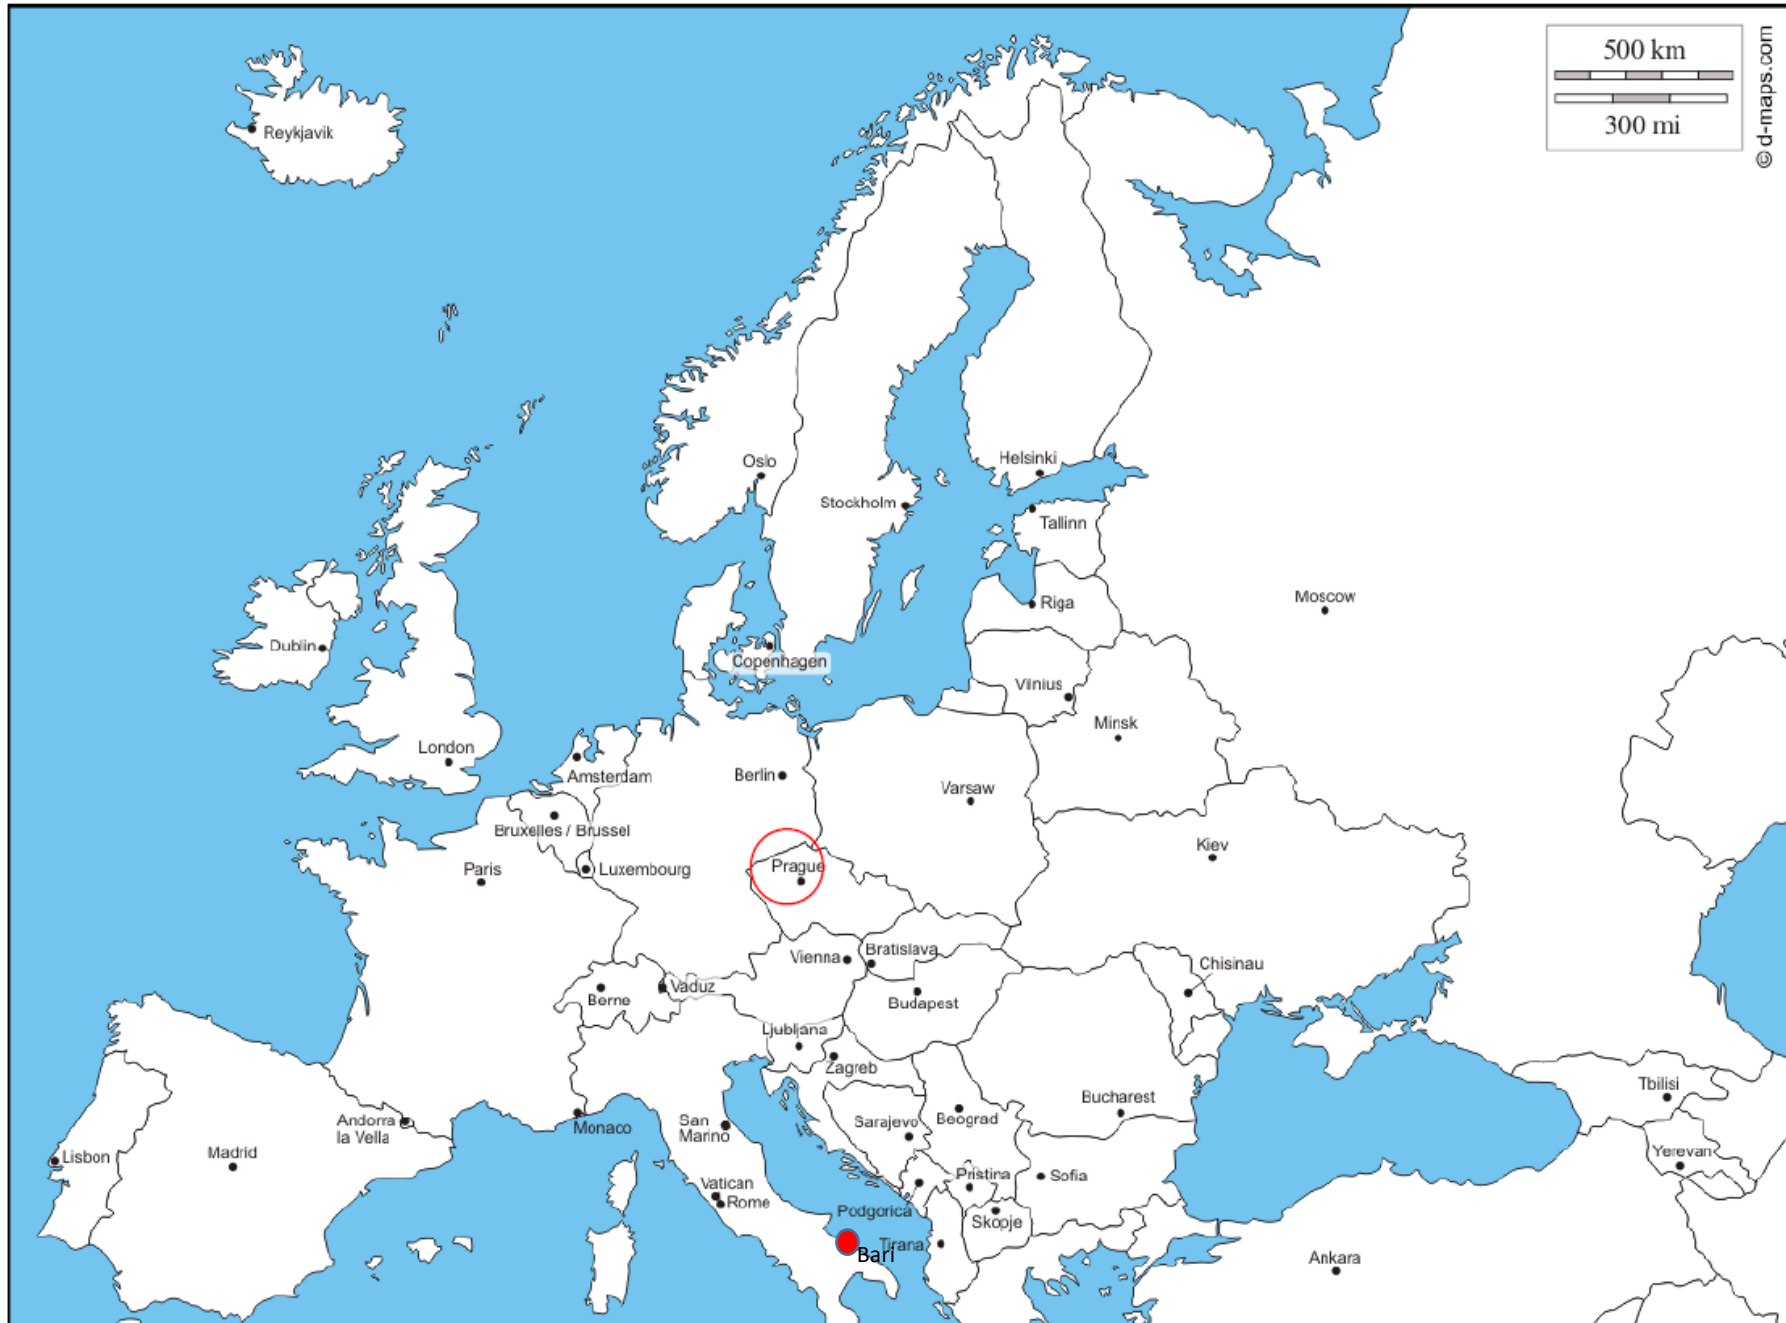 500 km
300 mi
© d-maps.com
Reykjavik
Oslo
Helsinki
Stockholm
Tallinn
Riga
Moscow
Dublin
Copenhagen
Vilnius
Minsk
London
Amsterdam
Berlin
Varsaw
Bruxelles / Brussel
Kiev
Paris
Luxembourg
Prague
Vienna
Bratislava
Chisinau
Vaduz
Berne
Budapest
Ljubljana
Zagreb
Tbilisi
Bucharest
Andorra
la Vella
Monaco
San
Marino
Sarajevo
Beograd
Lisbon
Madrid
Yerevan
Pristina
Sofia
Vatican
Rome
Podgorica
Skopje
Tirana
Bari
Ankara